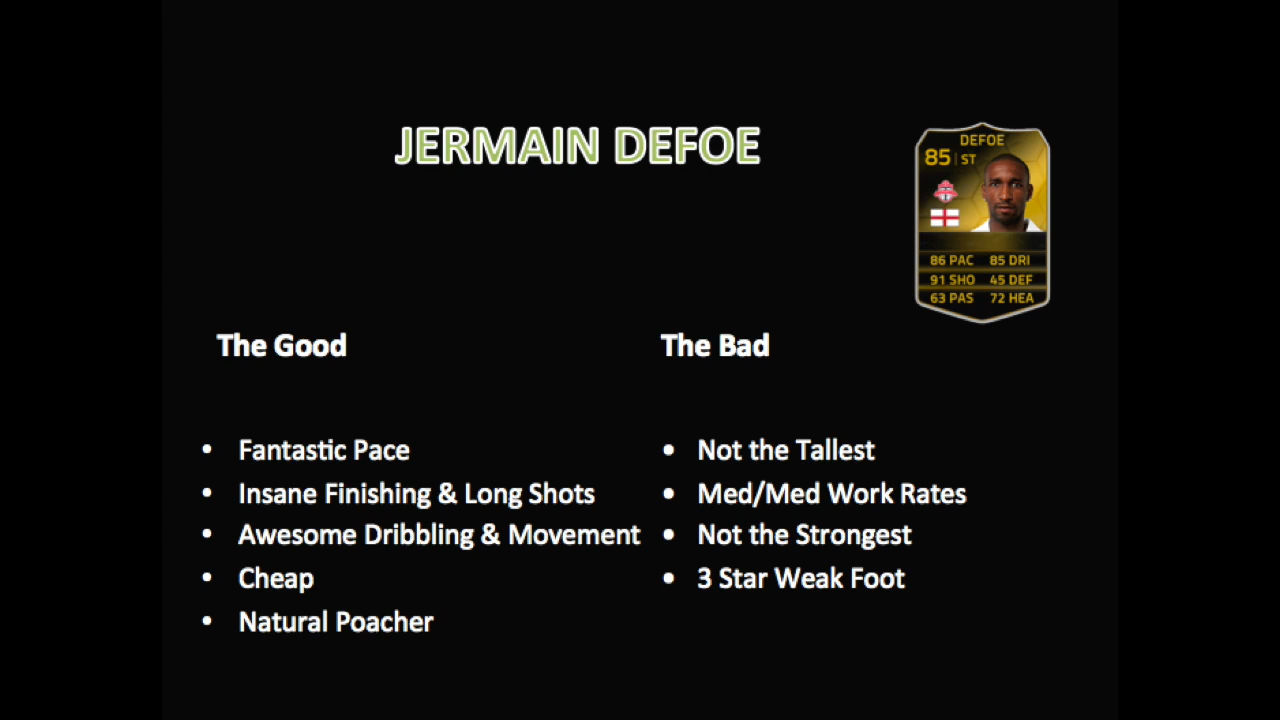 JERMAIN DEFOE
DEFOE
85 ST
86 PAC 85 DRI
91 SHO 45 DEF
63 PAS 72 HEA
The Good
• Fantastic Pace
• Insane Finishing & Long Shots
• Awesome Dribbling & Movement
• Cheap
• Natural Poacher
The Bad
• Not the Tallest
• Med/Med Work Rates
• Not the Strongest
• 3 Star Weak Foot